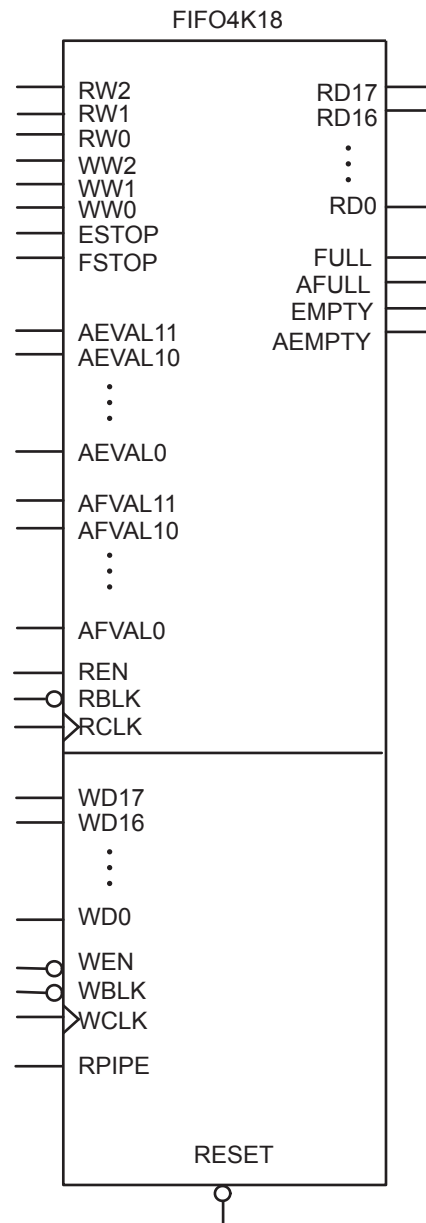 FIFO4K18
RW2
RW1
RW0
WW2
WW1
WW0
ESTOP
FSTOP
AEVAL11
AEVAL10
AEVAL0
AFVAL11
AFVAL10
AFVAL0
REN
RBLK
RCLK
WD17
WD16
WD0
WEN
WBLK
WCLK
RPIPE
RD17
RD16
RD0
FULL
AFULL
EMPTY
AEMPTY
RESET